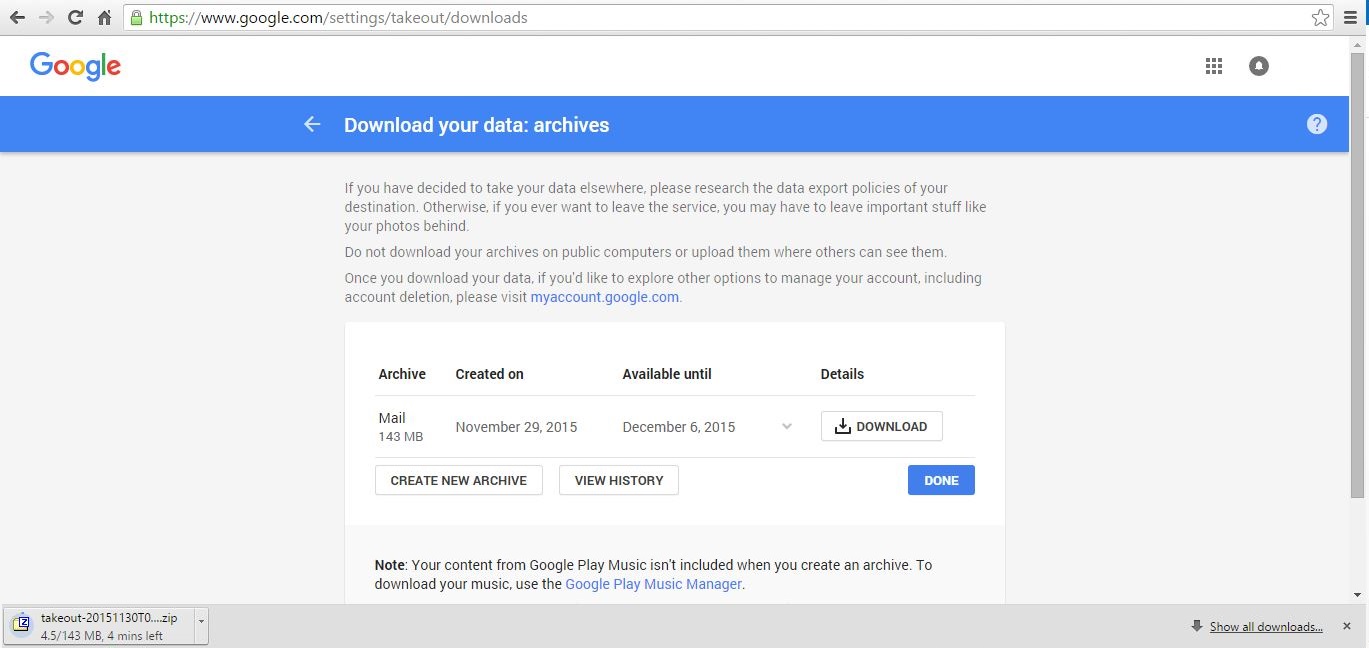 https://www.google.com/settings/takeout/downloads
Google
Download your data: archives
?
If you have decided to take your data elsewhere, please research the data export policies of your
destination. Otherwise, if you ever want to leave the service, you may have to leave important stuff like
your photos behind.
Do not download your archives on public computers or upload them where others can see them.
Once you download your data, if you'd like to explore other options to manage your account, including
account deletion, please visit myaccount.google.com.
Archive Created on Available until Details
Mail
143 MB November 29, 2015 December 6, 2015 DOWNLOAD
CREATE NEW ARCHIVE VIEW HISTORY DONE
Note: Your content from Google Play Music isn't included when you create an archive. To
download your music, use the Google Play Music Manager.
takeout-20151130T0....zip
4.5/143 MB, 4 mins left
Show all downloads...